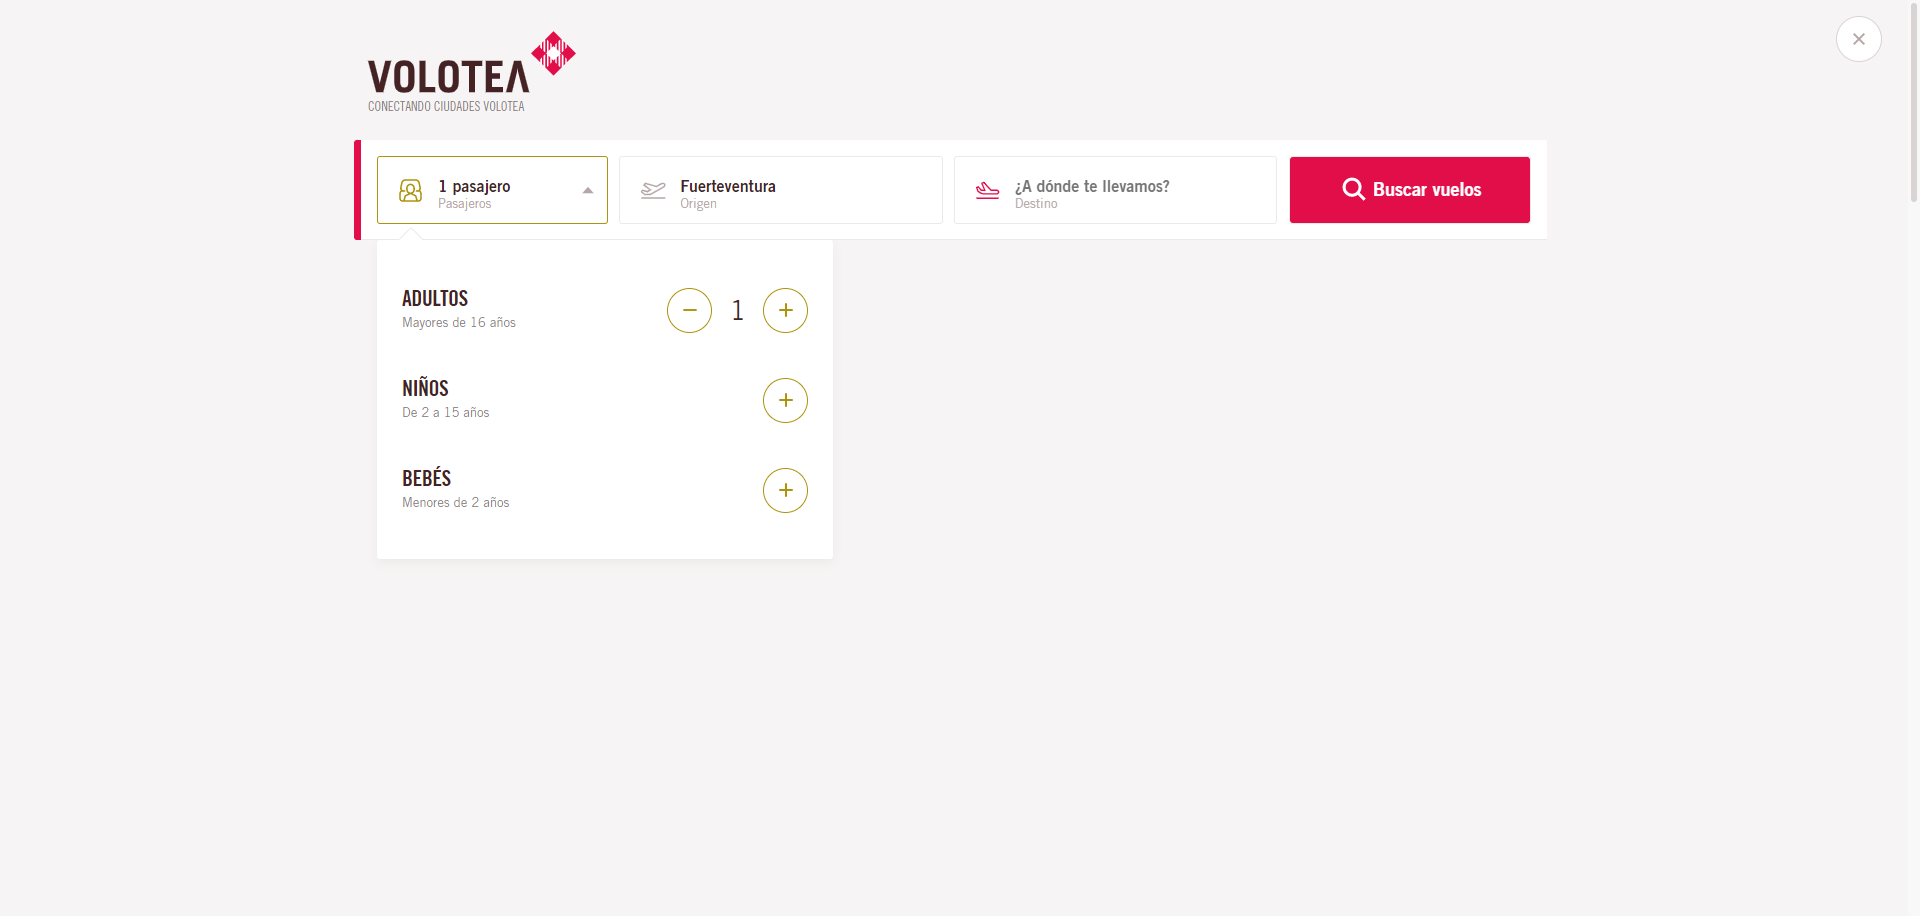 VOLOTEA
CONECTANDO CIUDADES VOLOTEA
1 pasajero
Pasajeros
Fuerteventura
Origen
¿A dónde te llevamos?
Destino
Buscar vuelos
ADULTOS
Mayores de 16 años
1
NIÑOS
De 2 a 15 años
BEBÉS
Menores de 2 años